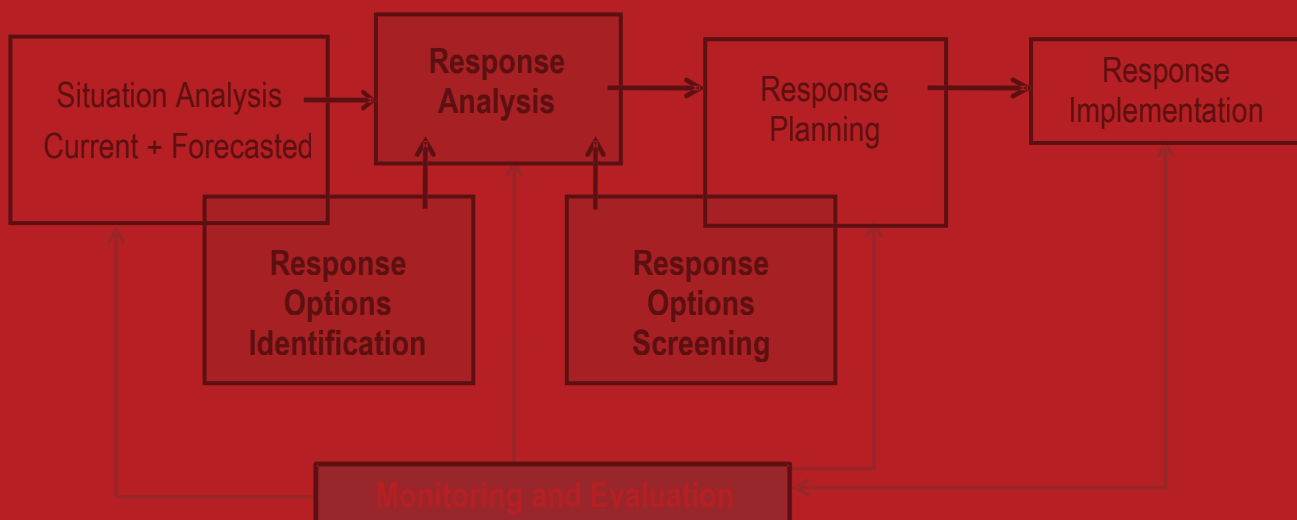 Situation Analysis
Current + Forecasted
Response
Analysis
Response
Planning
Response
Implementation
Response
Options
Identification
Response
Options
Screening
Monitoring and Evaluation